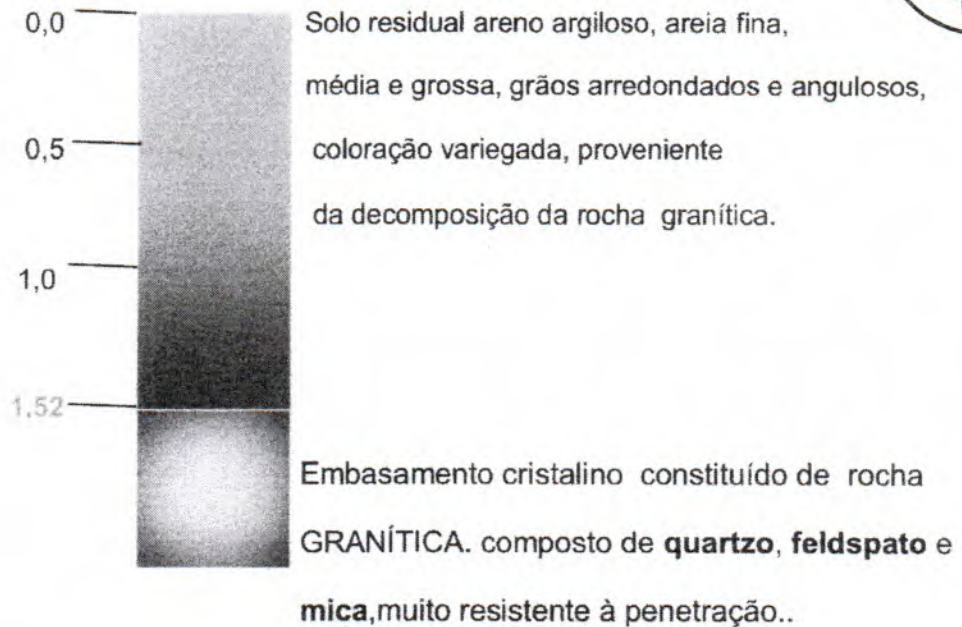 0,0
Solo residual areno argiloso, areia fina,
média e grossa, grãos arredondados e angulosos,
0,5
coloração variegada, proveniente
da decomposição da rocha granítica.
1,0
1,52
Embasamento cristalino constituído de rocha
GRANÍTICA. composto de quartzo, feldspato e
mica,muito resistente à penetração..